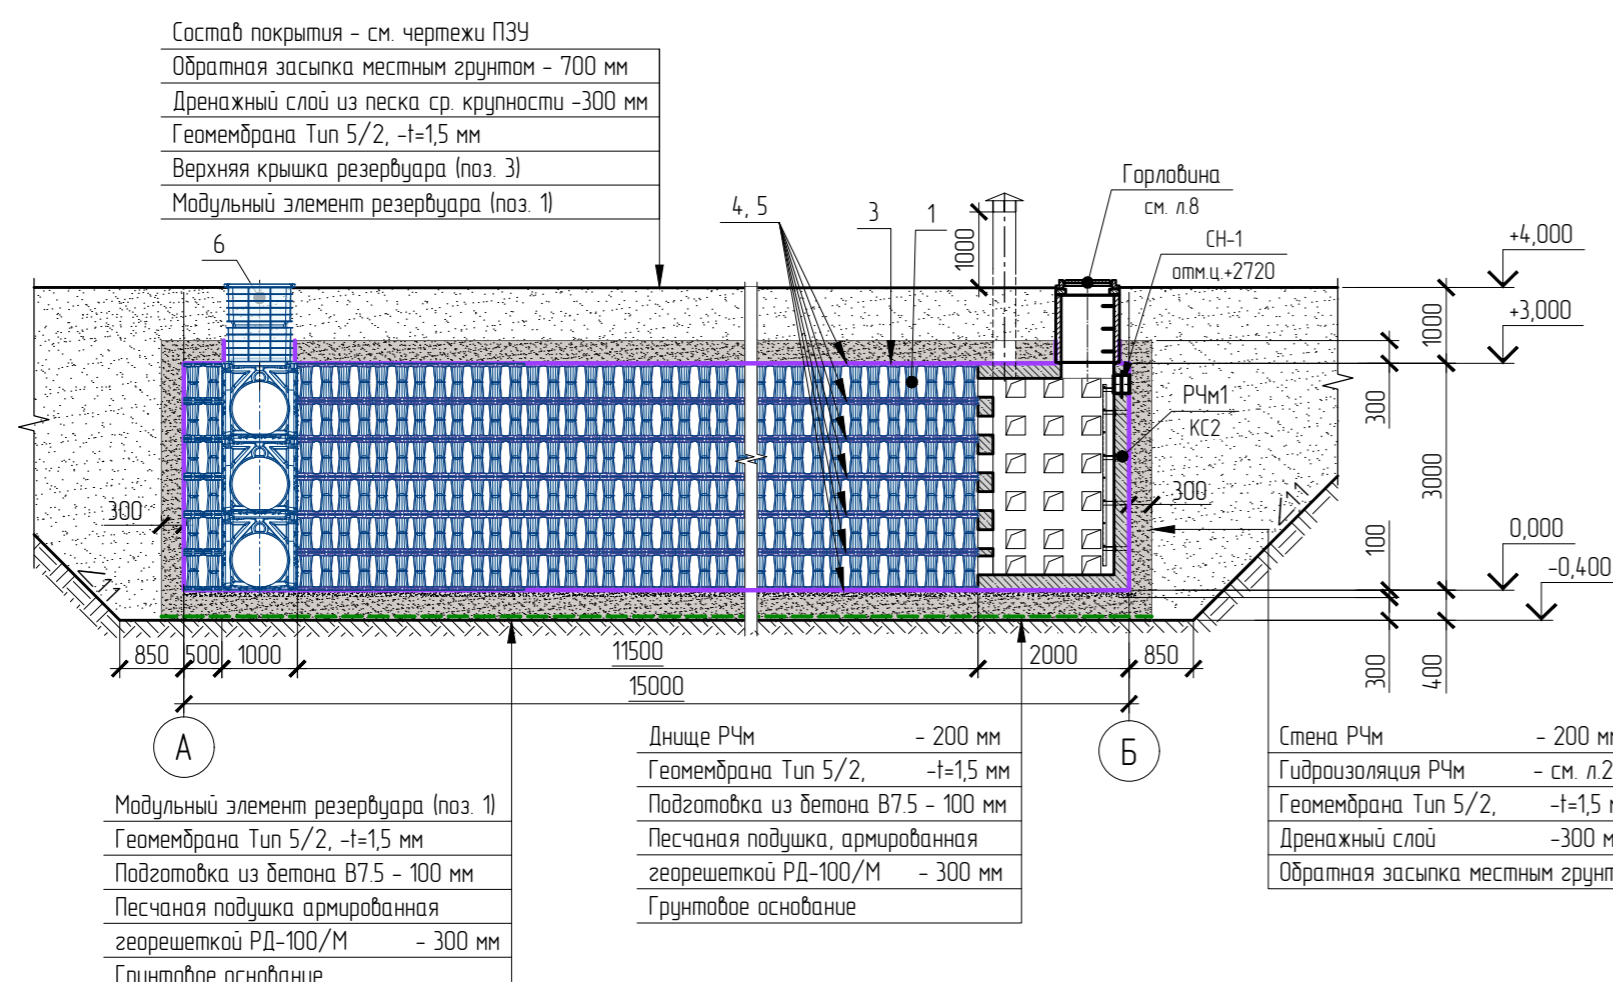 Состав покрытия - см. чертежи ПЗУ
Обратная засыпка местным грунтом - 700 мм
Дренажный слой из песка ср. крупности -300 мм
Геомембрана Тип 5/2, -t=1,5 мм
Верхняя крышка резервуара (поз. 3)
Модульный элемент резервуара (поз. 1)
6
4, 5
3
1
1000
Горловина
см. л.8
СН-1
отм.ц.+2720
+4,000
+3,000
1000
300
РЧм1
КС2
3000
300
300
1:1
1:1
100
0,000
-0,400
850
500
1000
11500
2000
850
15000
300
400
А
Б
Модульный элемент резервуара (поз. 1)
Геомембрана Тип 5/2, -t=1,5 мм
Подготовка из бетона В7.5 - 100 мм
Песчаная подушка армированная
георешеткой РД-100/М - 300 мм
Грунтовое основание
Днище РЧм - 200 мм
Геомембрана Тип 5/2, -t=1,5 мм
Подготовка из бетона В7.5 - 100 мм
Песчаная подушка, армированная
георешеткой РД-100/М - 300 мм
Грунтовое основание
Стена РЧм - 200 мм
Гидроизоляция РЧм - см. л.2
Геомембрана Тип 5/2, -t=1,5
Дренажный слой -300 м
Обратная засыпка местным грунт